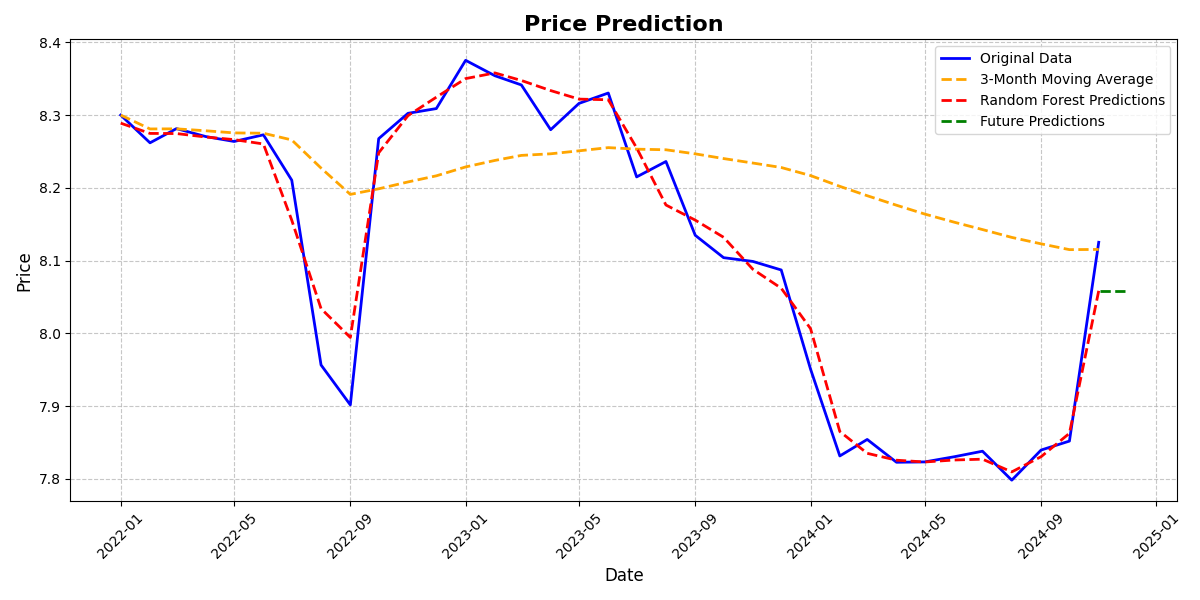 Price Prediction
Original Data
3-Month Moving Average
Random Forest Predictions
Future Predictions
Price
8.4
8.3
8.2
8.1
8.0
7.9
7.8
2022-01
2022-05
2022-09
2023-01
2023-05
2023-09
2024-01
2024-05
2024-09
2025-01
Date